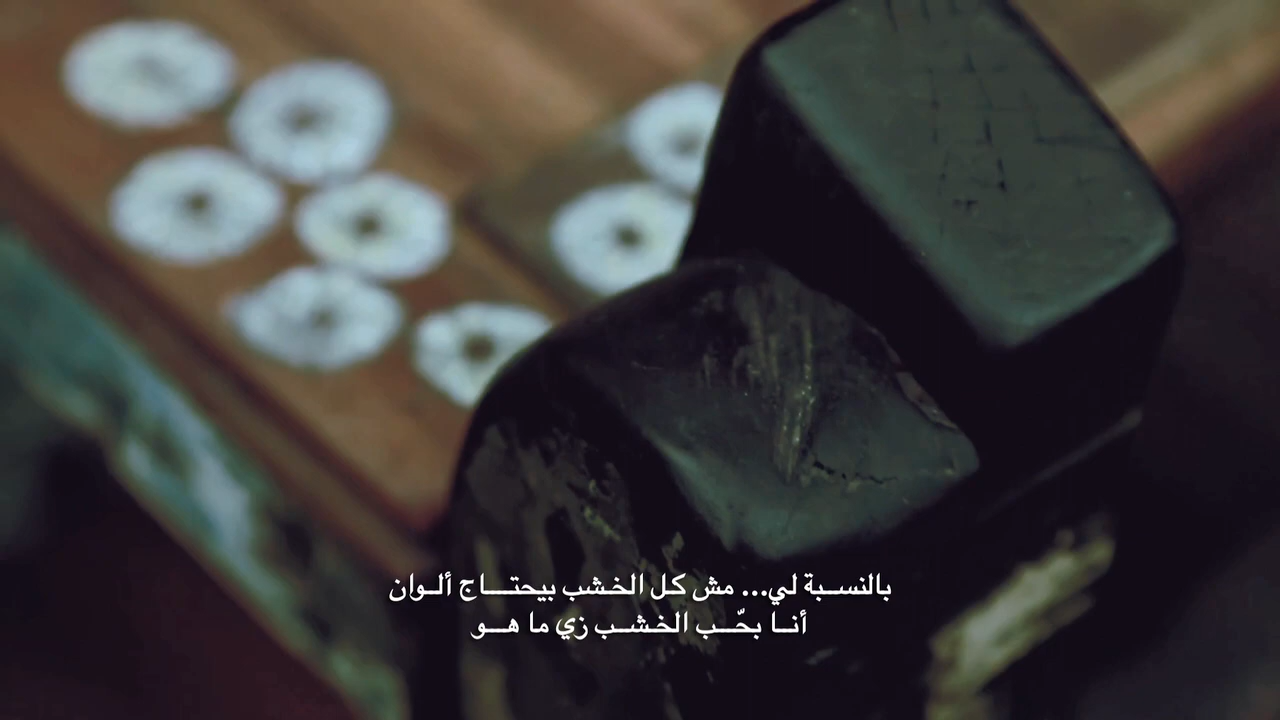 بالنسبة لي... مش كل الخشب بيحتاج ألوان
أنا بحّب الخشب زي ما هو